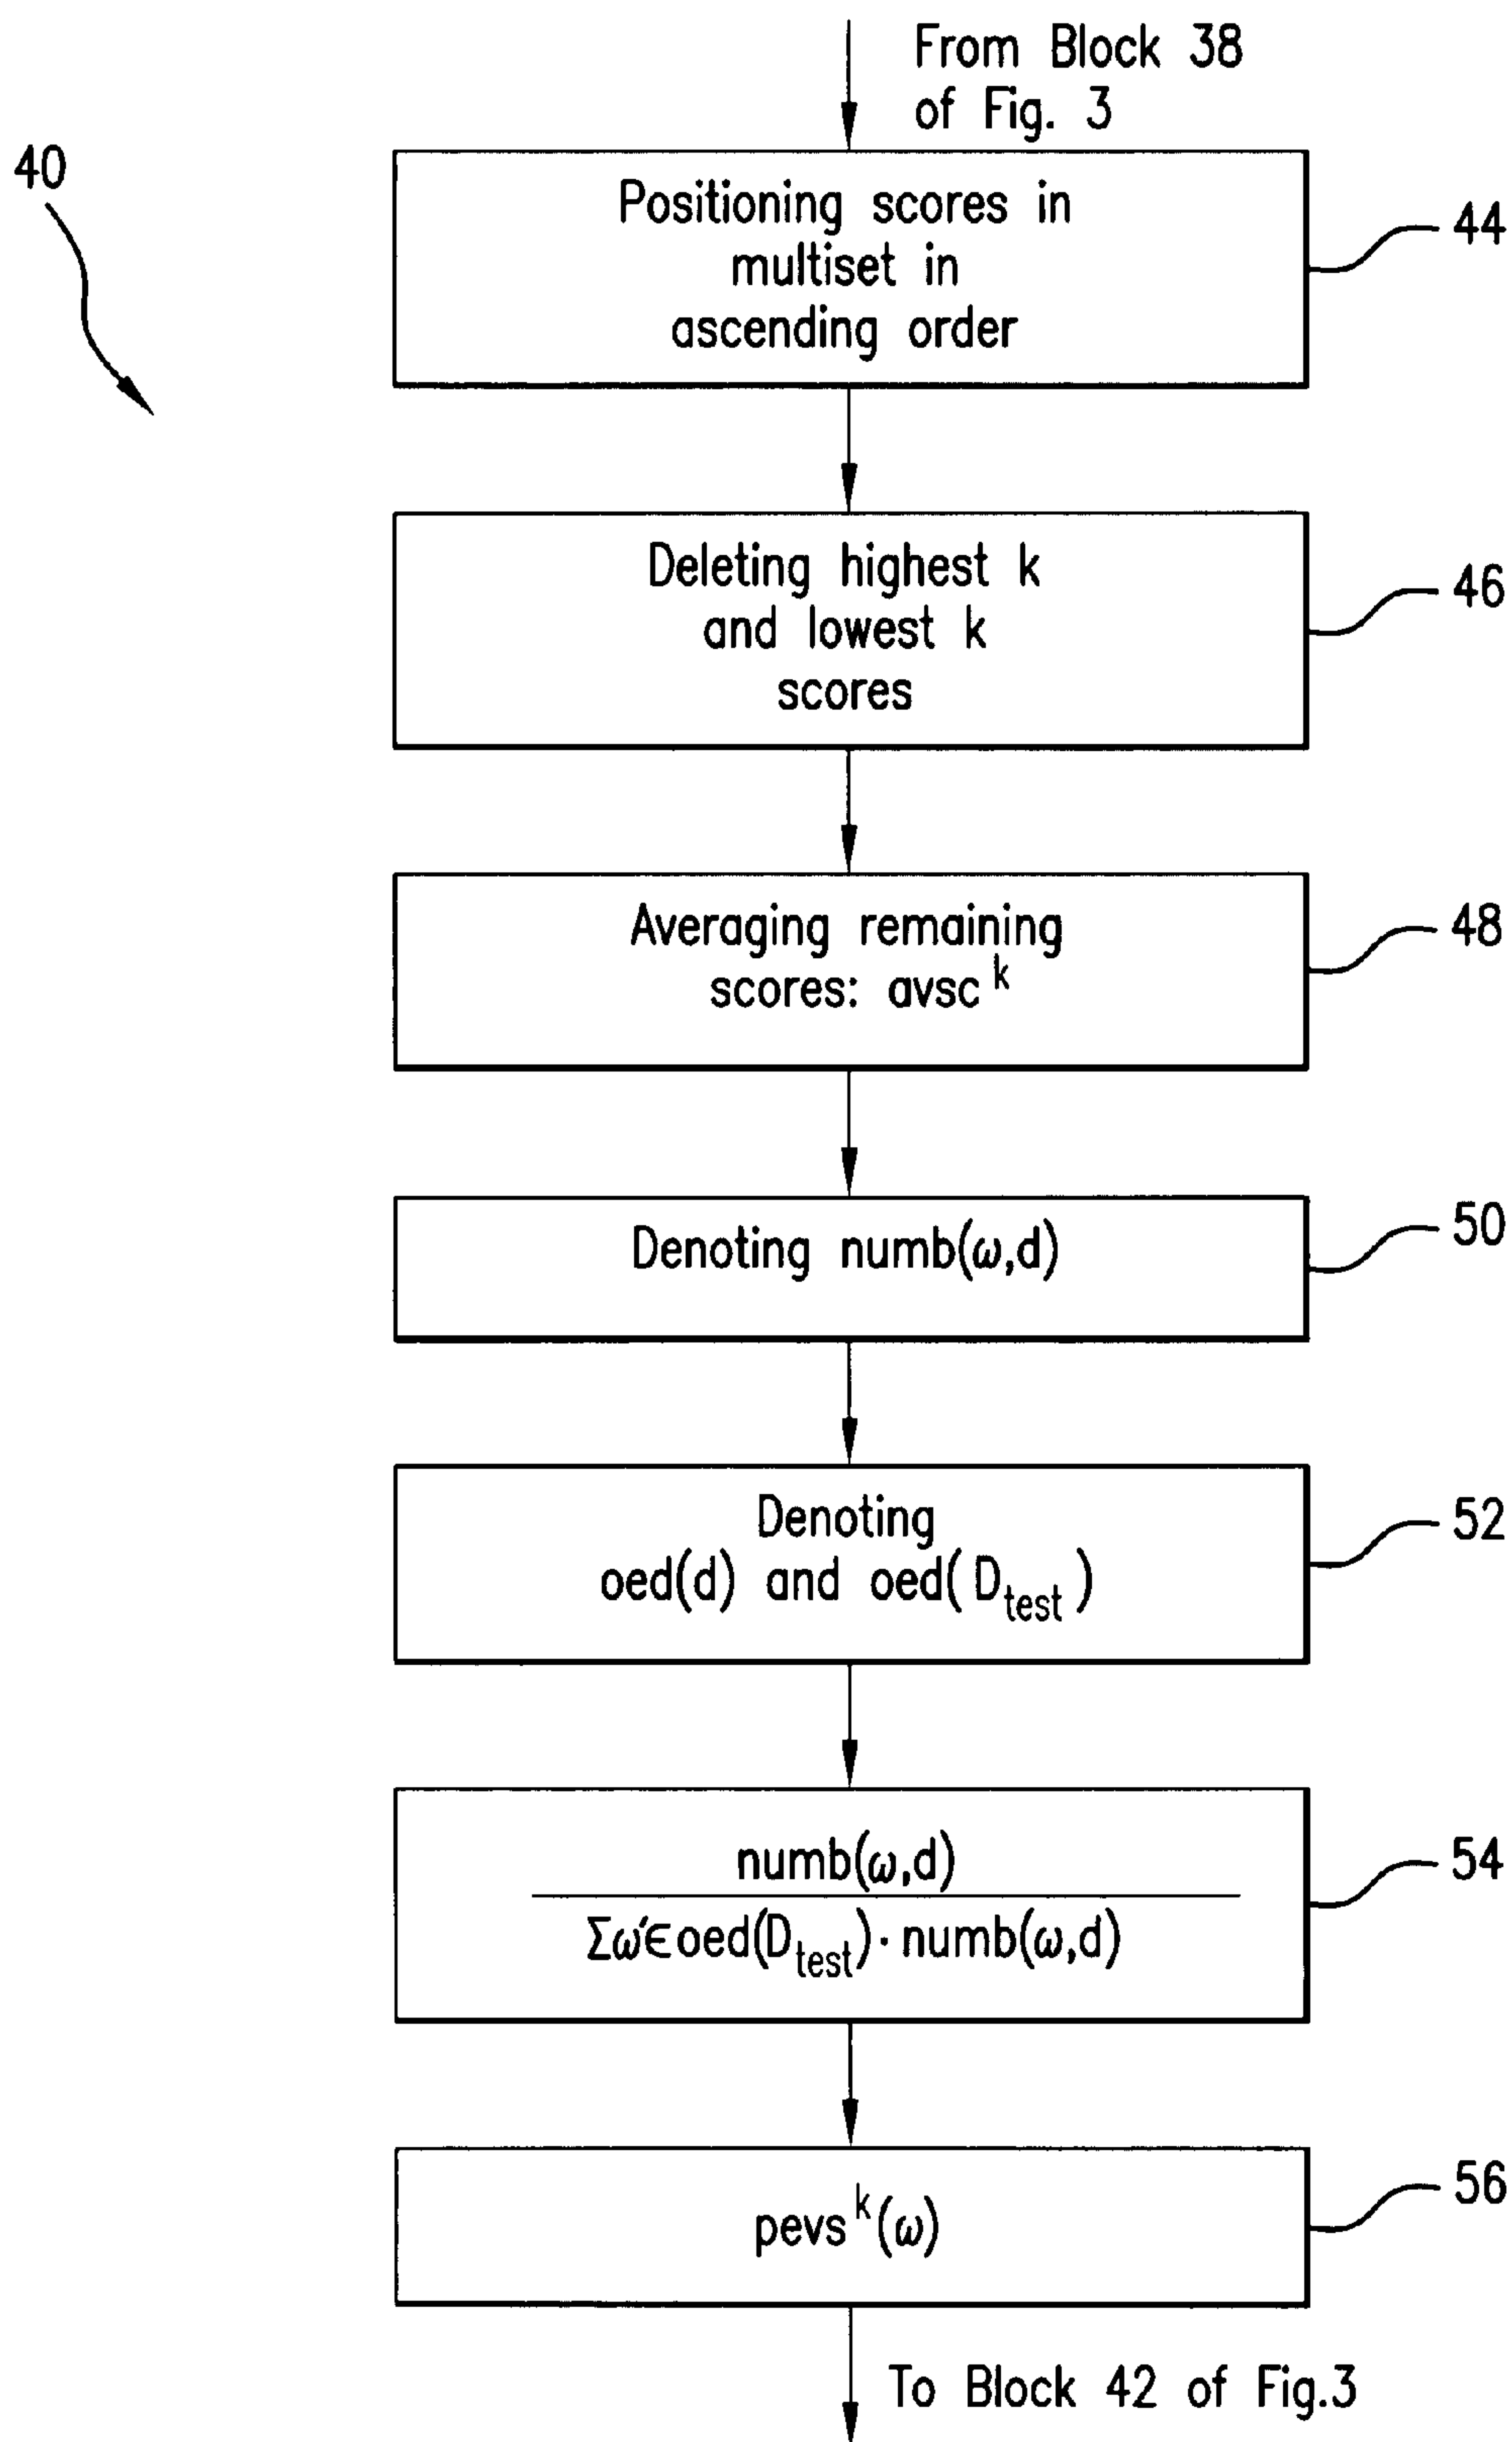 From Block 38
of Fig. 3
40
Positioning scores in
multiset in
ascending order
44
Deleting highest k
and lowest k
scores
46
Averaging remaining
scores: avsc^k
48
Denoting numb(ω,d)
50
Denoting
oed(d) and oed(D_test)
52
numb(ω,d)
Σω'∈oed(D_test)·numb(ω,d)
54
pevs^k(ω)
56
To Block 42 of Fig.3